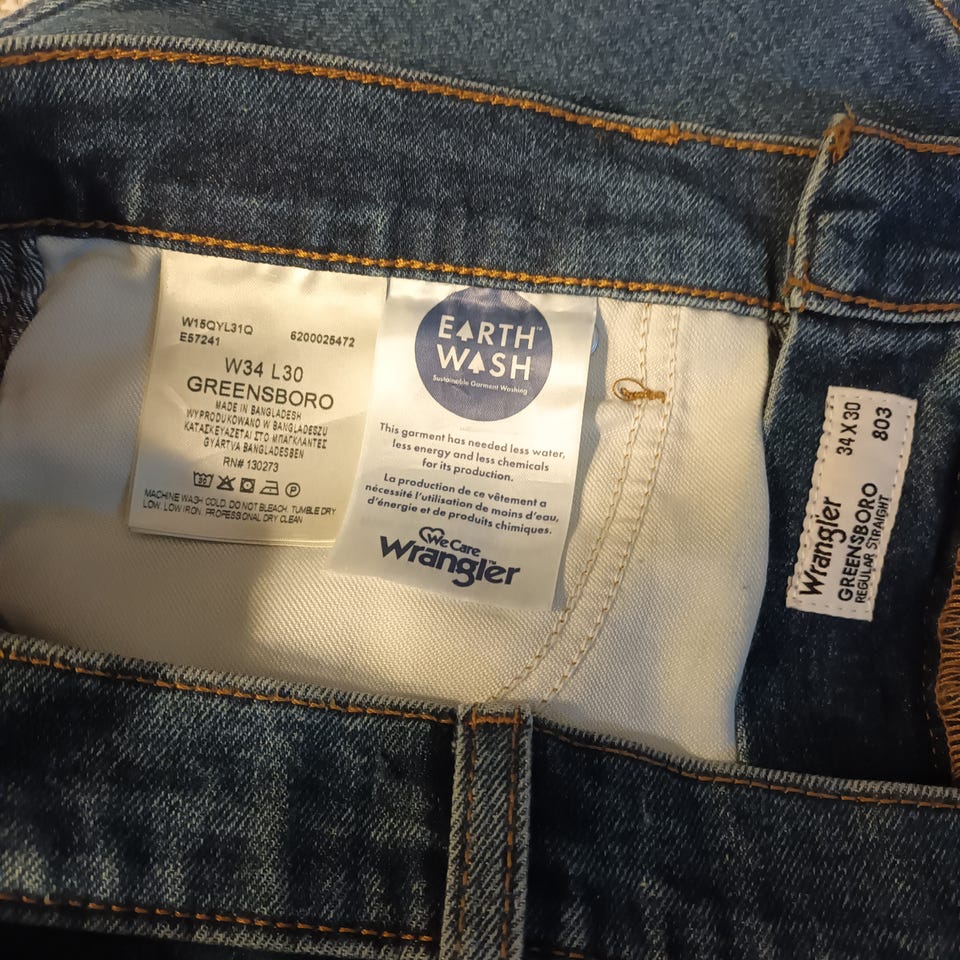 W15QYL31Q 6200025472
E57241
W34 L30
GREENSBORO
MADE IN BANGLADESH
WYPRODUKOWANO W BANGLADESZU
ΚΑΤΑΣΚΕΥΑΖΕΤΑΙ ΣΤΟ ΜΠΑΓΚΛΑΝΤΕΣ
GYÁRTVA BANGLADESBEN
RN# 130273
30 P
MACHINE WASH COLD. DO NOT BLEACH. TUMBLE DRY
LOW. LOW IRON. PROFESSIONAL DRY CLEAN
EARTH™
WASH
Sustainable Garment Washing
This garment has needed less water,
less energy and less chemicals
for its production.
La production de ce vêtement a
nécessité l'utilisation de moins d'eau,
d'énergie et de produits chimiques.
We Care
Wrangler™
Wrangler 34 X 30
GREENSBORO 803
REGULAR STRAIGHT